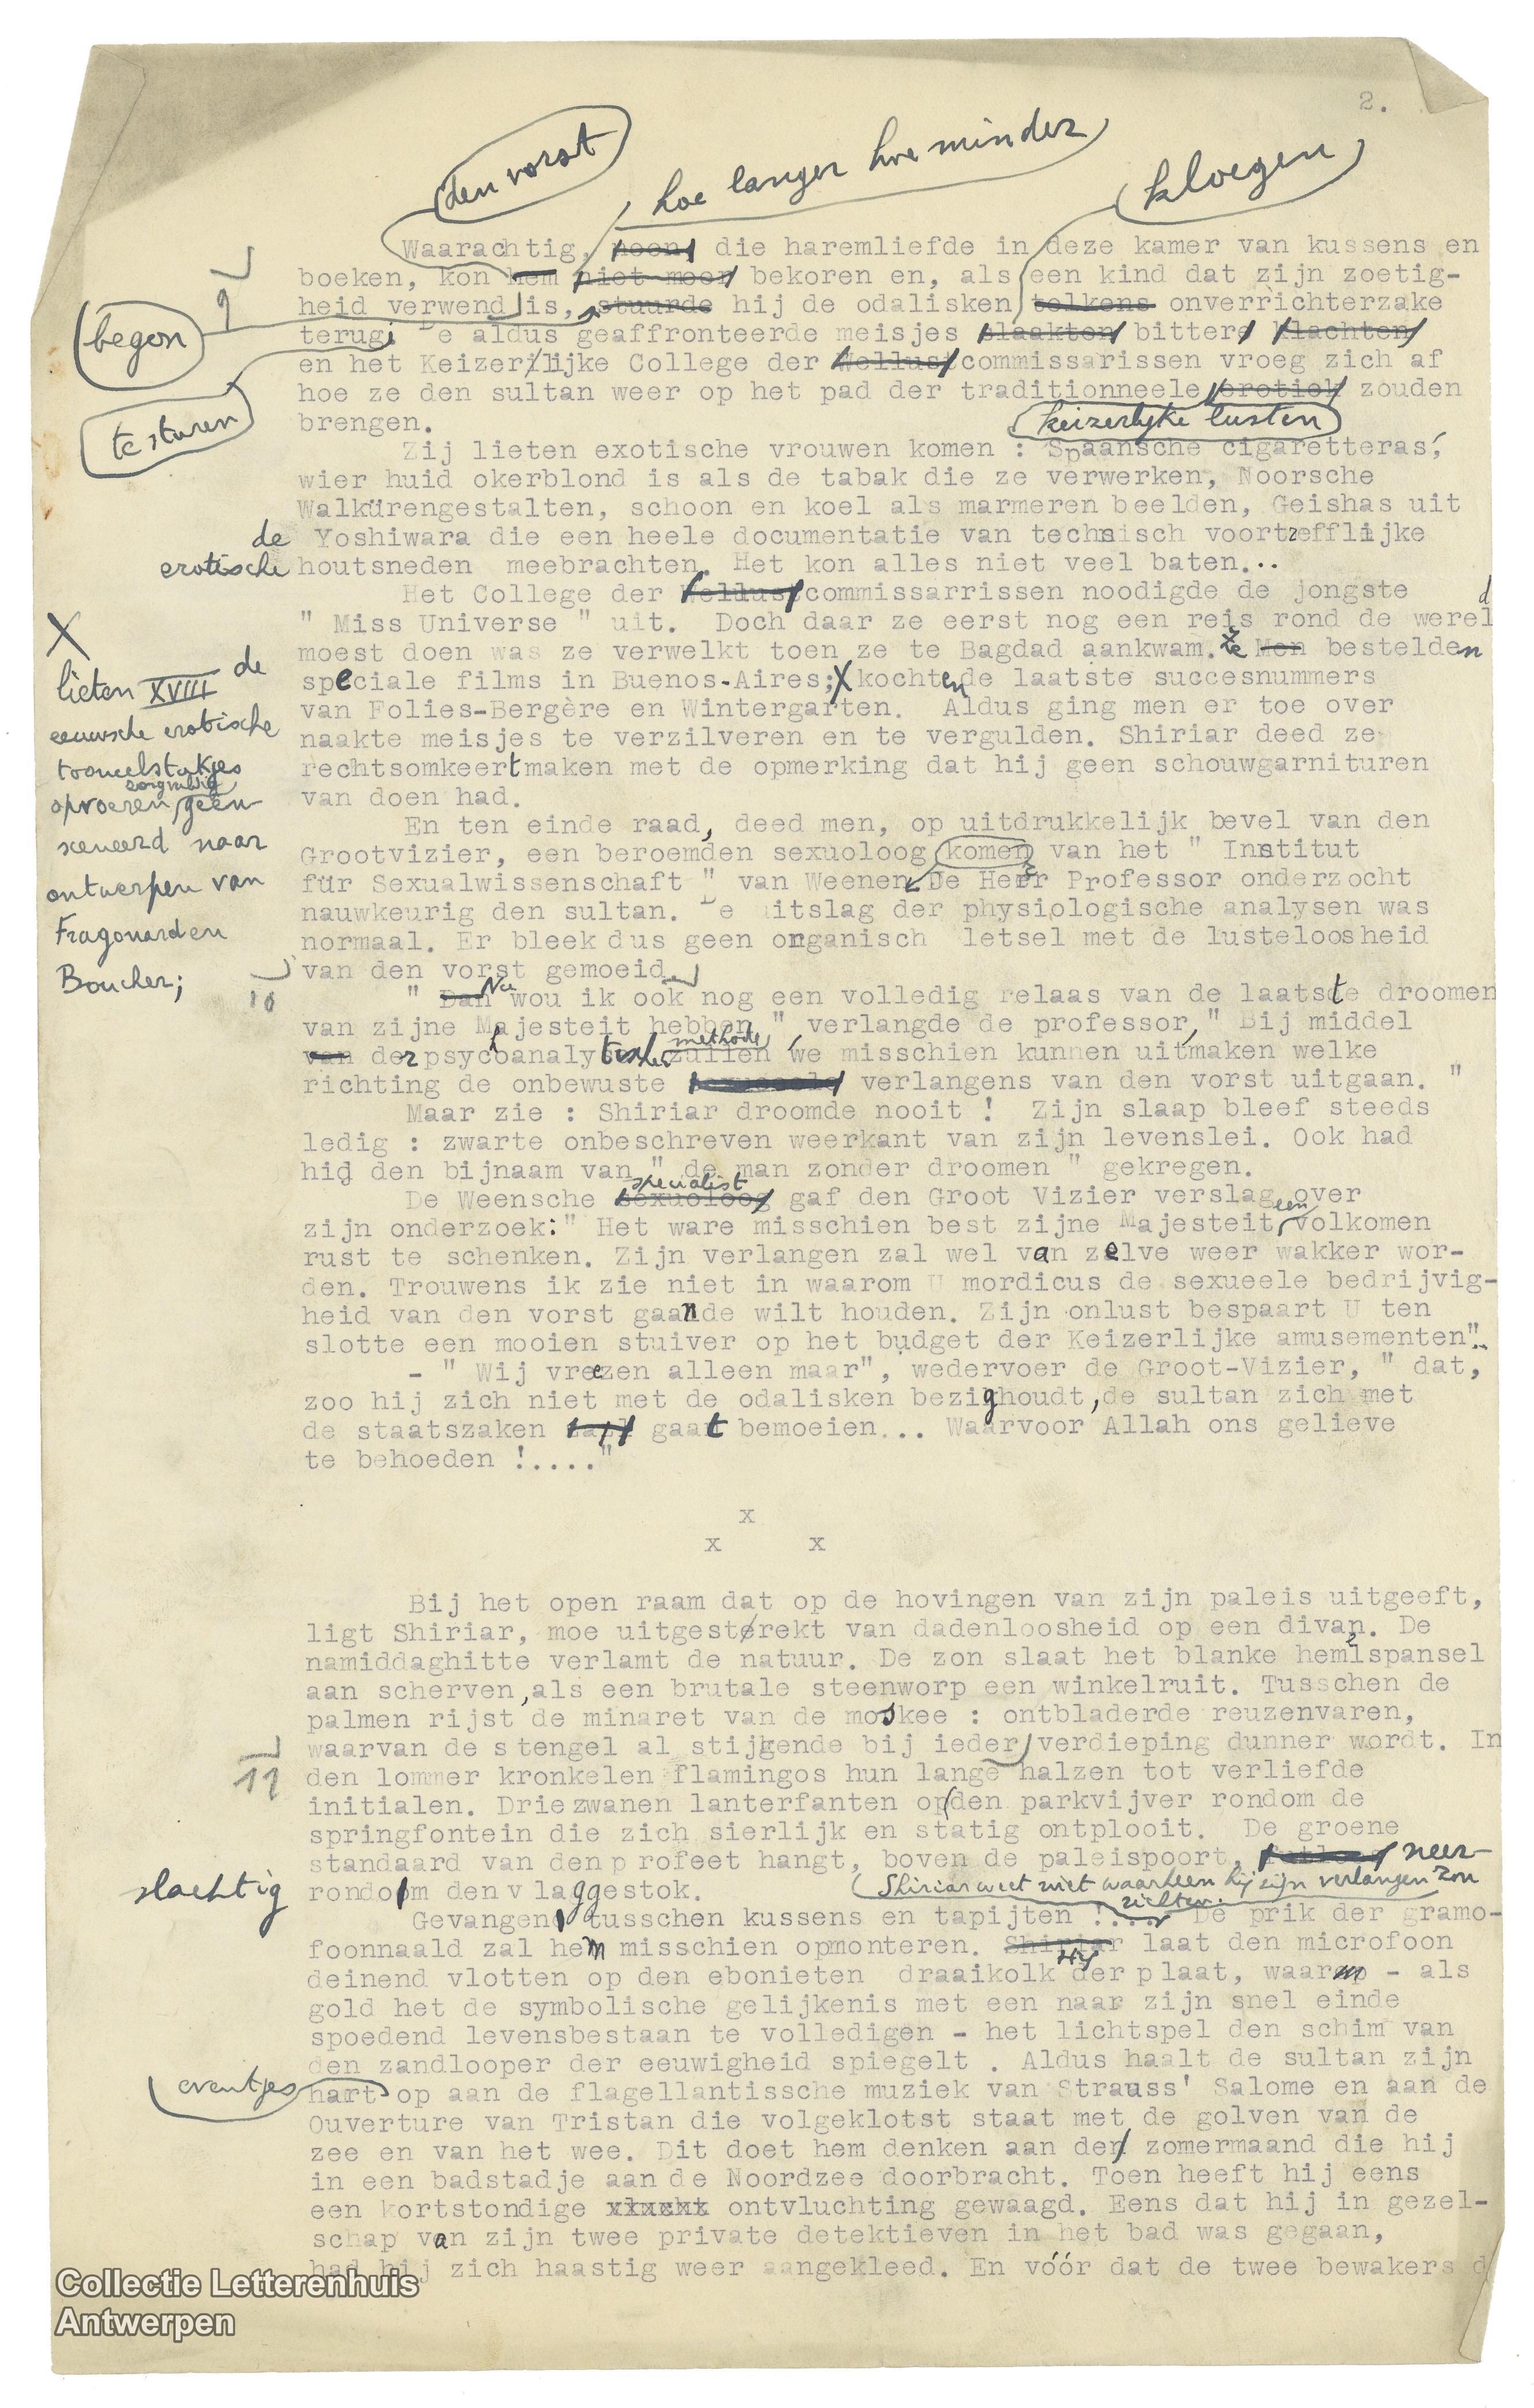 2.
den vorst
hoe langer hoe minder
kloegen
Waarachtig, neen, die haremliefde in deze kamer van kussens en
boeken, kon hem niet meer bekoren en, als een kind dat zijn zoetig-
heid verwend is, stuurde hij de odalisken telkens onverrichterzake
begon
terug; De aldus geaffronteerde meisjes slaakten bittere klachten
en het Keizerlijke College der Wellustcommissarissen vroeg zich af
hoe ze den sultan weer op het pad der traditionneele erotiek zouden
te sturen
keizerlijke lusten
brengen.
Zij lieten exotische vrouwen komen : Spaansche cigaretteras,
wier huid okerblond is als de tabak die ze verwerken, Noorsche
Walkürengestalten, schoon en koel als marmeren beelden, Geishas uit
de Yoshiwara die een heele documentatie van technisch voortreffelijke
erotische houtsneden meebrachten. Het kon alles niet veel baten...
Het College der Wellustcommissarrissen noodigde de jongste
" Miss Universe " uit. Doch daar ze eerst nog een reis rond de wereld
moest doen was ze verwelkt toen ze te Bagdad aankwam. Ze Men bestelden
speciale films in Buenos-Aires; X kochten de laatste succesnummers
van Folies-Bergère en Wintergarten. Aldus ging men er toe over
naakte meisjes te verzilveren en te vergulden. Shiriar deed ze
rechtsomkeert maken met de opmerking dat hij geen schouwgarnituren
van doen had.
X
lieten XVIII de
eeuwsche erotische
tooneelstukjes
opvoeren, zorgvuldig geën-
sceneerd naar
ontwerpen van
Fragonard en
Boucher;
En ten einde raad, deed men, op uitdrukkelijk bevel van den
Grootvizier, een beroemden sexuoloog komen van het " Institut
für Sexualwissenschaft " van Weenen. De Herr Professor onderzocht
nauwkeurig den sultan. De uitslag der physiologische analysen was
normaal. Er bleek dus geen organisch letsel met de lusteloosheid
van den vorst gemoeid.
10
" Dan Nu wou ik ook nog een volledig relaas van de laatste droomen
van zijne Majesteit hebben ", verlangde de professor, " Bij middel
van der psychoanalytische methode zullen we misschien kunnen uitmaken welke
richting de onbewuste sexueele verlangens van den vorst uitgaan. "
Maar zie : Shiriar droomde nooit ! Zijn slaap bleef steeds
ledig : zwarte onbeschreven weerkant van zijn levenslei. Ook had
hij den bijnaam van " de man zonder droomen " gekregen.
De Weensche sexuoloog specialist gaf den Groot Vizier verslag over
zijn onderzoek:" Het ware misschien best zijne Majesteit een volkomen
rust te schenken. Zijn verlangen zal wel van zelve weer wakker wor-
den. Trouwens ik zie niet in waarom U mordicus de sexueele bedrijvig-
heid van den vorst gaande wilt houden. Zijn onlust bespaart U ten
slotte een mooien stuiver op het budget der Keizerlijke amusementen"..
- " Wij vreezen alleen maar", wedervoer de Groot-Vizier, " dat,
zoo hij zich niet met de odalisken bezighoudt, de sultan zich met
de staatszaken gaat bemoeien... Waarvoor Allah ons gelieve
te behoeden !...."
x
x x
Bij het open raam dat op de hovingen van zijn paleis uitgeeft,
ligt Shiriar, moe uitgesterekt van dadenloosheid op een divan. De
namiddaghitte verlamt de natuur. De zon slaat het blanke hemelspansel
aan scherven, als een brutale steenworp een winkelruit. Tusschen de
palmen rijst de minaret van de moskee : ontbladerde reuzenvaren,
waarvan de stengel al stijgende bij ieder verdieping dunner wordt. In
11
den lommer kronkelen flamingos hun lange halzen tot verliefde
initialen. Drie zwanen lanterfanten op den parkvijver rondom de
springfontein die zich sierlijk en statig ontplooit. De groene
standaard van den profeet hangt, boven de paleispoort, neer-
slachtig rondom den vlaggestok.
Shiriar weet niet waarheen hij zijn verlangen zou
richten.
Gevangen tusschen kussens en tapijten !.... De prik der gramo-
foonnaald zal hem misschien opmonteren. Shiriar Hij laat den microfoon
deinend vlotten op den ebonieten draaikolk der plaat, waarin - als
gold het de symbolische gelijkenis met een naar zijn snel einde
spoedend levensbestaan te volledigen - het lichtspel den schim van
den zandlooper der eeuwigheid spiegelt . Aldus haalt de sultan zijn
eventjes
hart op aan de flagellantissche muziek van Strauss' Salome en aan de
Ouverture van Tristan die volgeklotst staat met de golven van de
zee en van het wee. Dit doet hem denken aan de zomermaand die hij
in een badstadje aan de Noordzee doorbracht. Toen heeft hij eens
een kortstondige xluckt ontvluchting gewaagd. Eens dat hij in gezel-
schap van zijn twee private detektieven in het bad was gegaan,
had hij zich haastig weer aangekleed. En vóór dat de twee bewakers d
Collectie Letterenhuis
Antwerpen